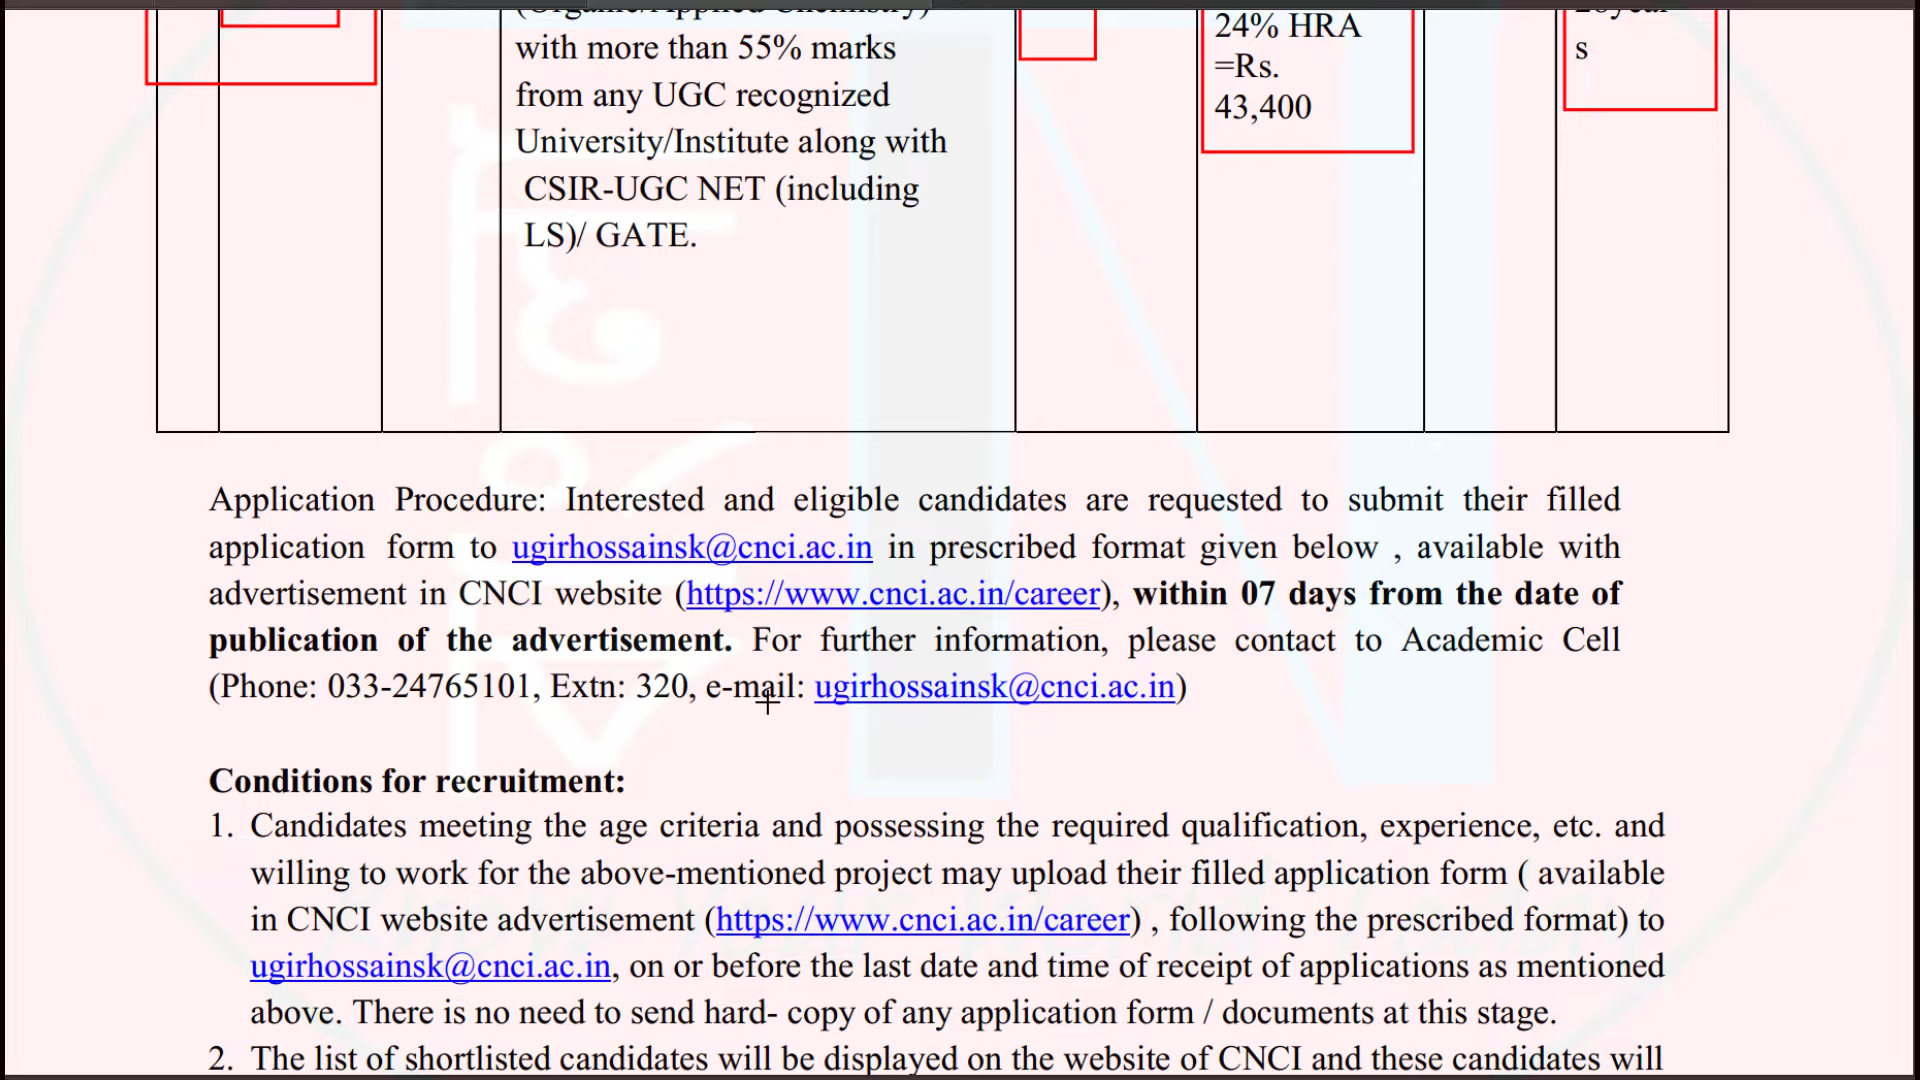 (Organic/Applied Chemistry)
with more than 55% marks
from any UGC recognized
University/Institute along with
CSIR-UGC NET (including
LS)/ GATE.
24% HRA
=Rs.
43,400
28year
s
Application Procedure: Interested and eligible candidates are requested to submit their filled
application form to ugirhossainsk@cnci.ac.in in prescribed format given below , available with
advertisement in CNCI website (https://www.cnci.ac.in/career), within 07 days from the date of
publication of the advertisement. For further information, please contact to Academic Cell
(Phone: 033-24765101, Extn: 320, e-mail: ugirhossainsk@cnci.ac.in)
Conditions for recruitment:
1. Candidates meeting the age criteria and possessing the required qualification, experience, etc. and
willing to work for the above-mentioned project may upload their filled application form ( available
in CNCI website advertisement (https://www.cnci.ac.in/career) , following the prescribed format) to
ugirhossainsk@cnci.ac.in, on or before the last date and time of receipt of applications as mentioned
above. There is no need to send hard- copy of any application form / documents at this stage.
2. The list of shortlisted candidates will be displayed on the website of CNCI and these candidates will